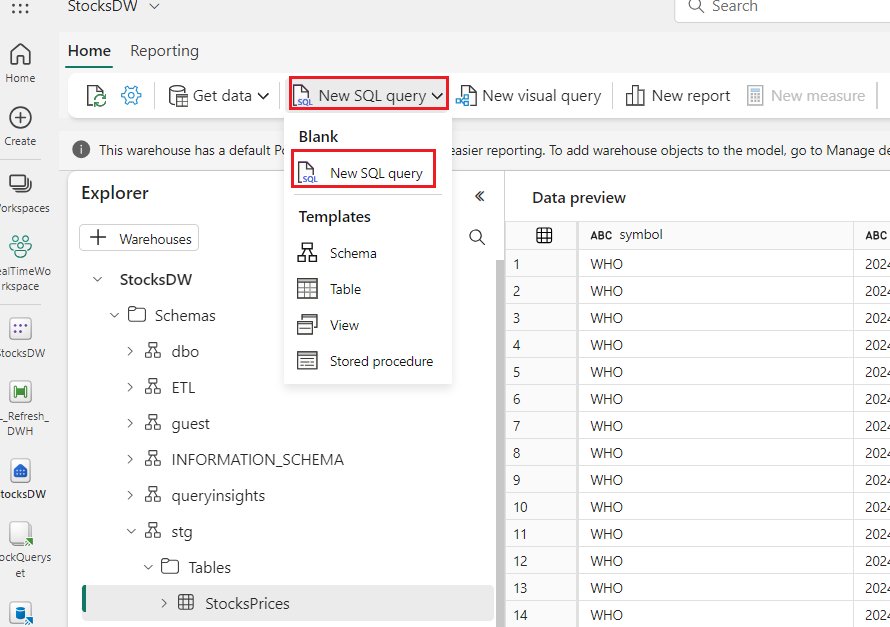 StocksDW
Search
Home
Reporting
Home
Get data
SQL New SQL query
New visual query
New report
New measure
Create
Blank
This warehouse has a default
easier reporting. To add warehouse objects to the model, go to Manage
SQL New SQL query
Explorer
Data preview
Templates
Warehouses
ABC symbol
ABC
Schema
1 WHO 2024
StocksDW
Table
2 WHO 2024
Schemas
View
3 WHO 2024
4 WHO 2024
dbo
Stored procedure
5 WHO 2024
ETL
6 WHO 2024
guest
7 WHO 2024
INFORMATION_SCHEMA
8 WHO 2024
queryinsights
9 WHO 2024
10 WHO 2024
stg
11 WHO 2024
Tables
12 WHO 2024
StocksPrices
13 WHO 2024
14 WHO 2024
orkspaces
ealTimeWo
rkspace
tocksDW
_Refresh_
DWH
tocksDW
ockQuerys
et